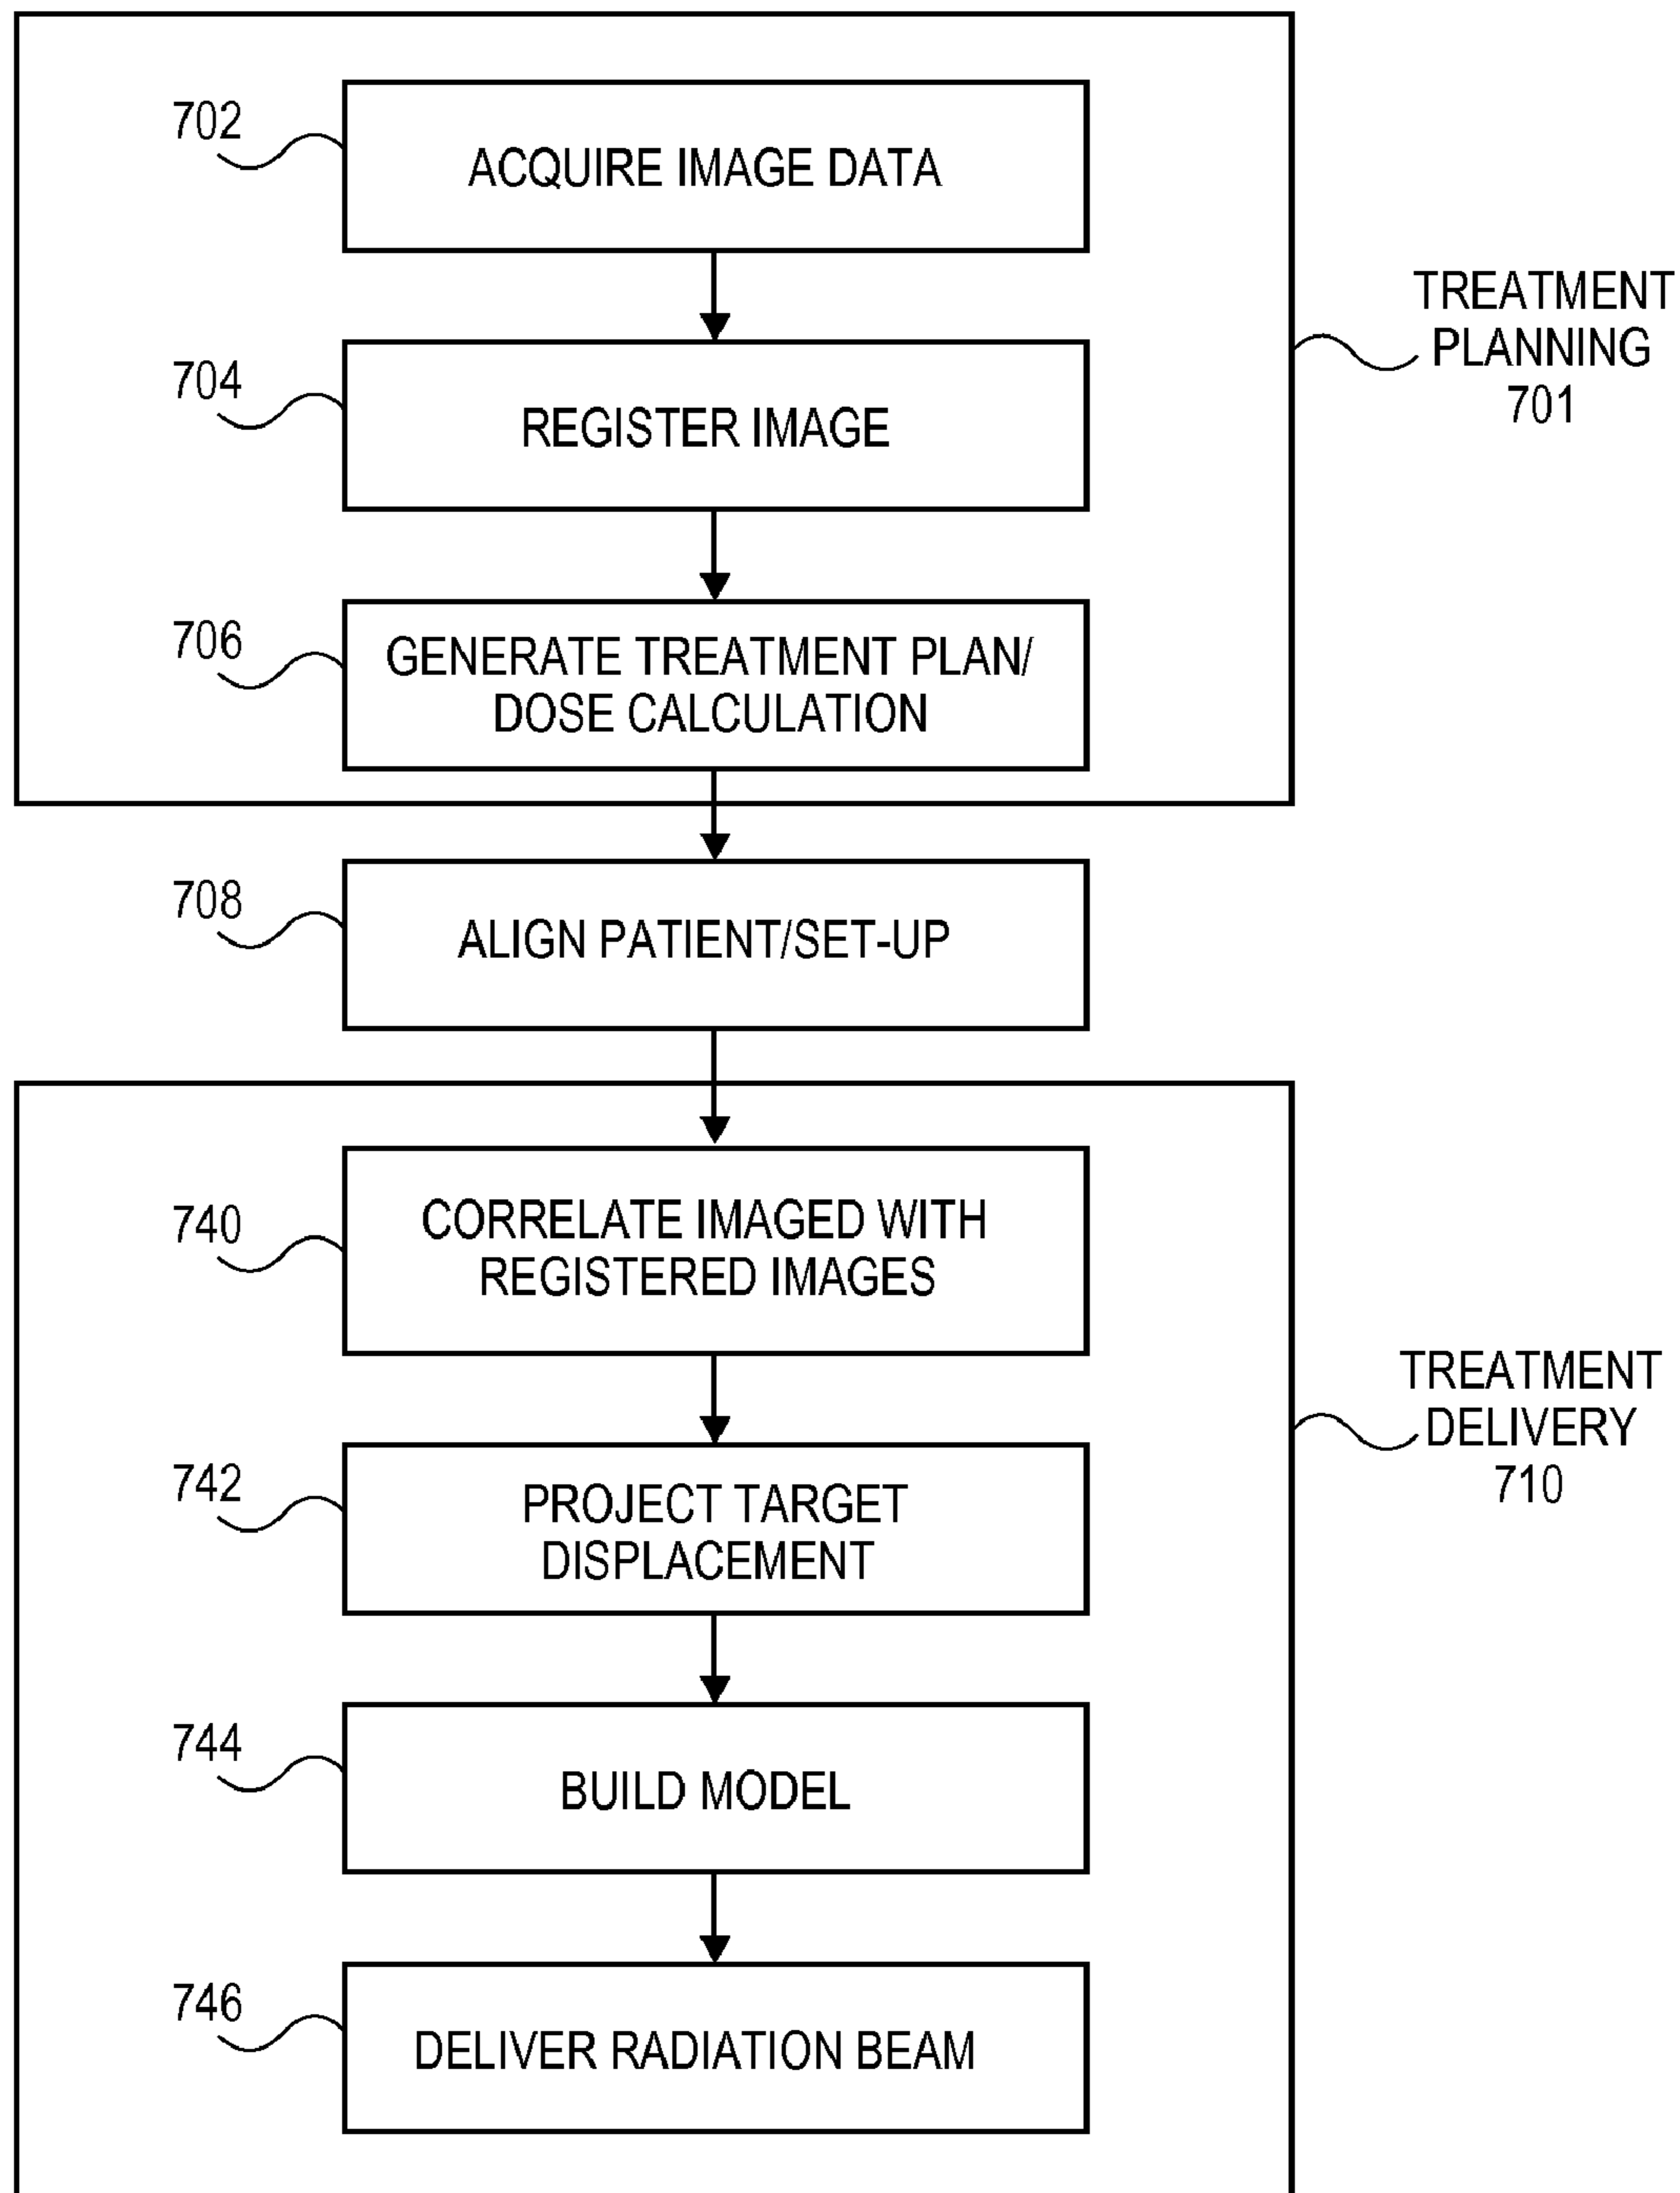 702
ACQUIRE IMAGE DATA
TREATMENT
PLANNING
701
704
REGISTER IMAGE
706
GENERATE TREATMENT PLAN/
DOSE CALCULATION
708
ALIGN PATIENT/SET-UP
740
CORRELATE IMAGED WITH
REGISTERED IMAGES
TREATMENT
DELIVERY
710
742
PROJECT TARGET
DISPLACEMENT
744
BUILD MODEL
746
DELIVER RADIATION BEAM